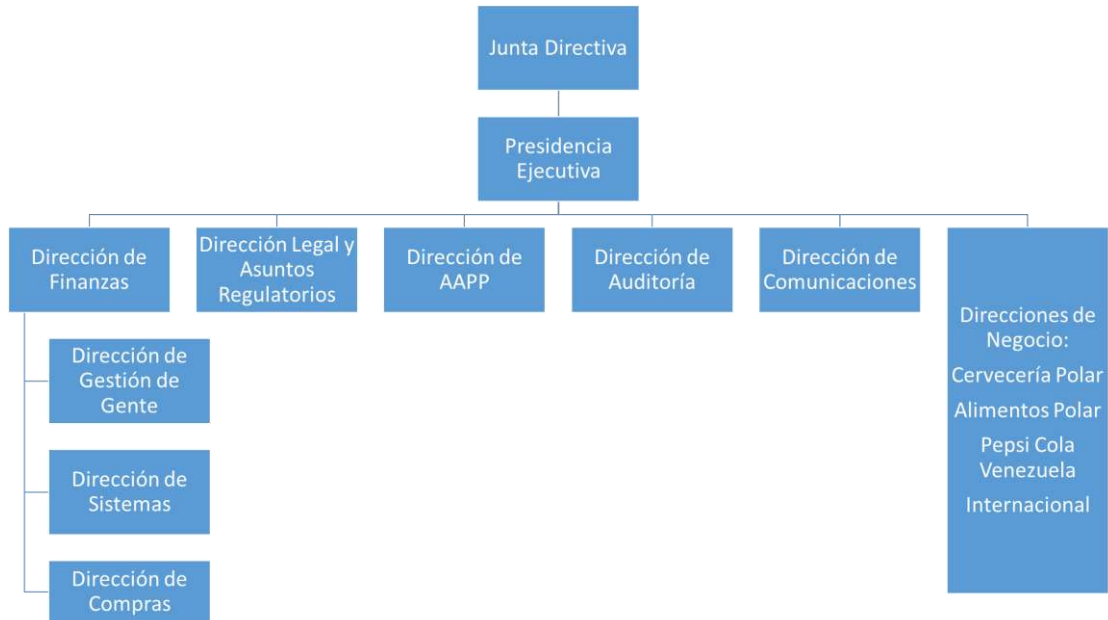 Junta Directiva
Presidencia
Ejecutiva
Dirección de
Finanzas
Dirección Legal y
Asuntos
Regulatorios
Dirección de
AAPP
Dirección de
Auditoría
Dirección de
Comunicaciones
Direcciones de
Negocio:
Cervecería Polar
Alimentos Polar
Pepsi Cola
Venezuela
Internacional
Dirección de
Gestión de
Gente
Dirección de
Sistemas
Dirección de
Compras